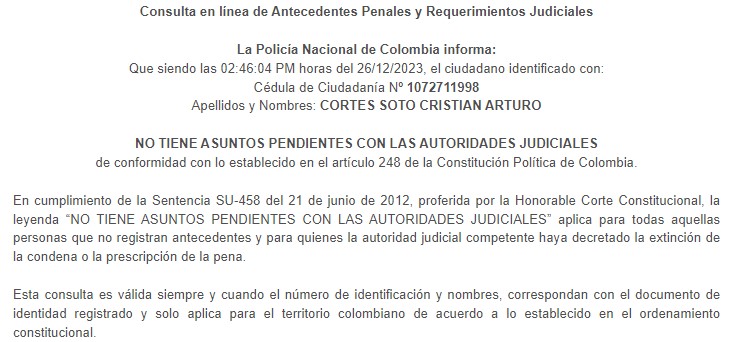 Consulta en línea de Antecedentes Penales y Requerimientos Judiciales
La Policía Nacional de Colombia informa:
Que siendo las 02:46:04 PM horas del 26/12/2023, el ciudadano identificado con:
Cédula de Ciudadanía Nº 1072711998
Apellidos y Nombres: CORTES SOTO CRISTIAN ARTURO
NO TIENE ASUNTOS PENDIENTES CON LAS AUTORIDADES JUDICIALES
de conformidad con lo establecido en el artículo 248 de la Constitución Política de Colombia.
En cumplimiento de la Sentencia SU-458 del 21 de junio de 2012, proferida por la Honorable Corte Constitucional, la
leyenda “NO TIENE ASUNTOS PENDIENTES CON LAS AUTORIDADES JUDICIALES” aplica para todas aquellas
personas que no registran antecedentes y para quienes la autoridad judicial competente haya decretado la extinción de
la condena o la prescripción de la pena.
Esta consulta es válida siempre y cuando el número de identificación y nombres, correspondan con el documento de
identidad registrado y solo aplica para el territorio colombiano de acuerdo a lo establecido en el ordenamiento
constitucional.